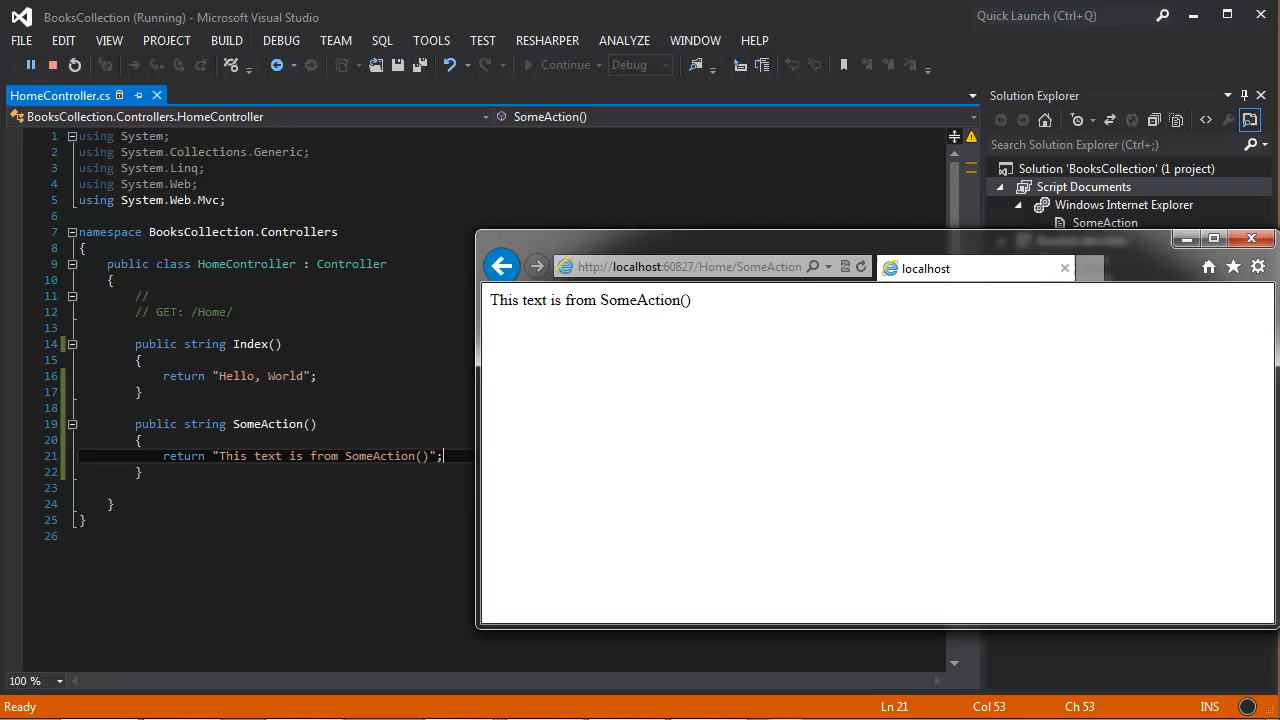 BooksCollection (Running) - Microsoft Visual Studio
Quick Launch (Ctrl+Q)
FILE EDIT VIEW PROJECT BUILD DEBUG TEAM SQL TOOLS TEST RESHARPER ANALYZE WINDOW HELP
Continue Debug
HomeController.cs
BooksCollection.Controllers.HomeController
SomeAction()
1 using System;
2 using System.Collections.Generic;
3 using System.Linq;
4 using System.Web;
5 using System.Web.Mvc;
6
7 namespace BooksCollection.Controllers
8 {
9 public class HomeController : Controller
10 {
11 //
12 // GET: /Home/
13
14 public string Index()
15 {
16 return "Hello, World";
17 }
18
19 public string SomeAction()
20 {
21 return "This text is from SomeAction()";
22 }
23
24 }
25 }
26
100 %
Solution Explorer
Search Solution Explorer (Ctrl+;)
Solution 'BooksCollection' (1 project)
Script Documents
Windows Internet Explorer
SomeAction
http://localhost:60827/Home/SomeAction
localhost
This text is from SomeAction()
Ready
Ln 21
Col 53
Ch 53
INS